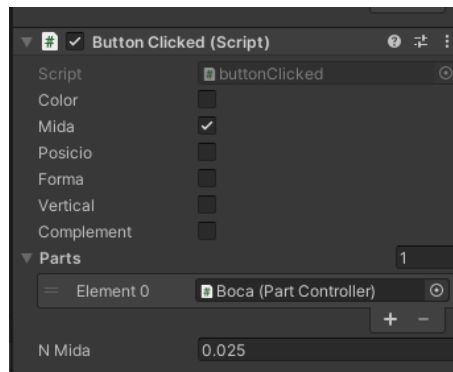 # Button Clicked (Script)
Script # buttonClicked
Color
Mida
Posicio
Forma
Vertical
Complement
Parts 1
Element 0 # Boca (Part Controller)
+ −
N Mida 0.025